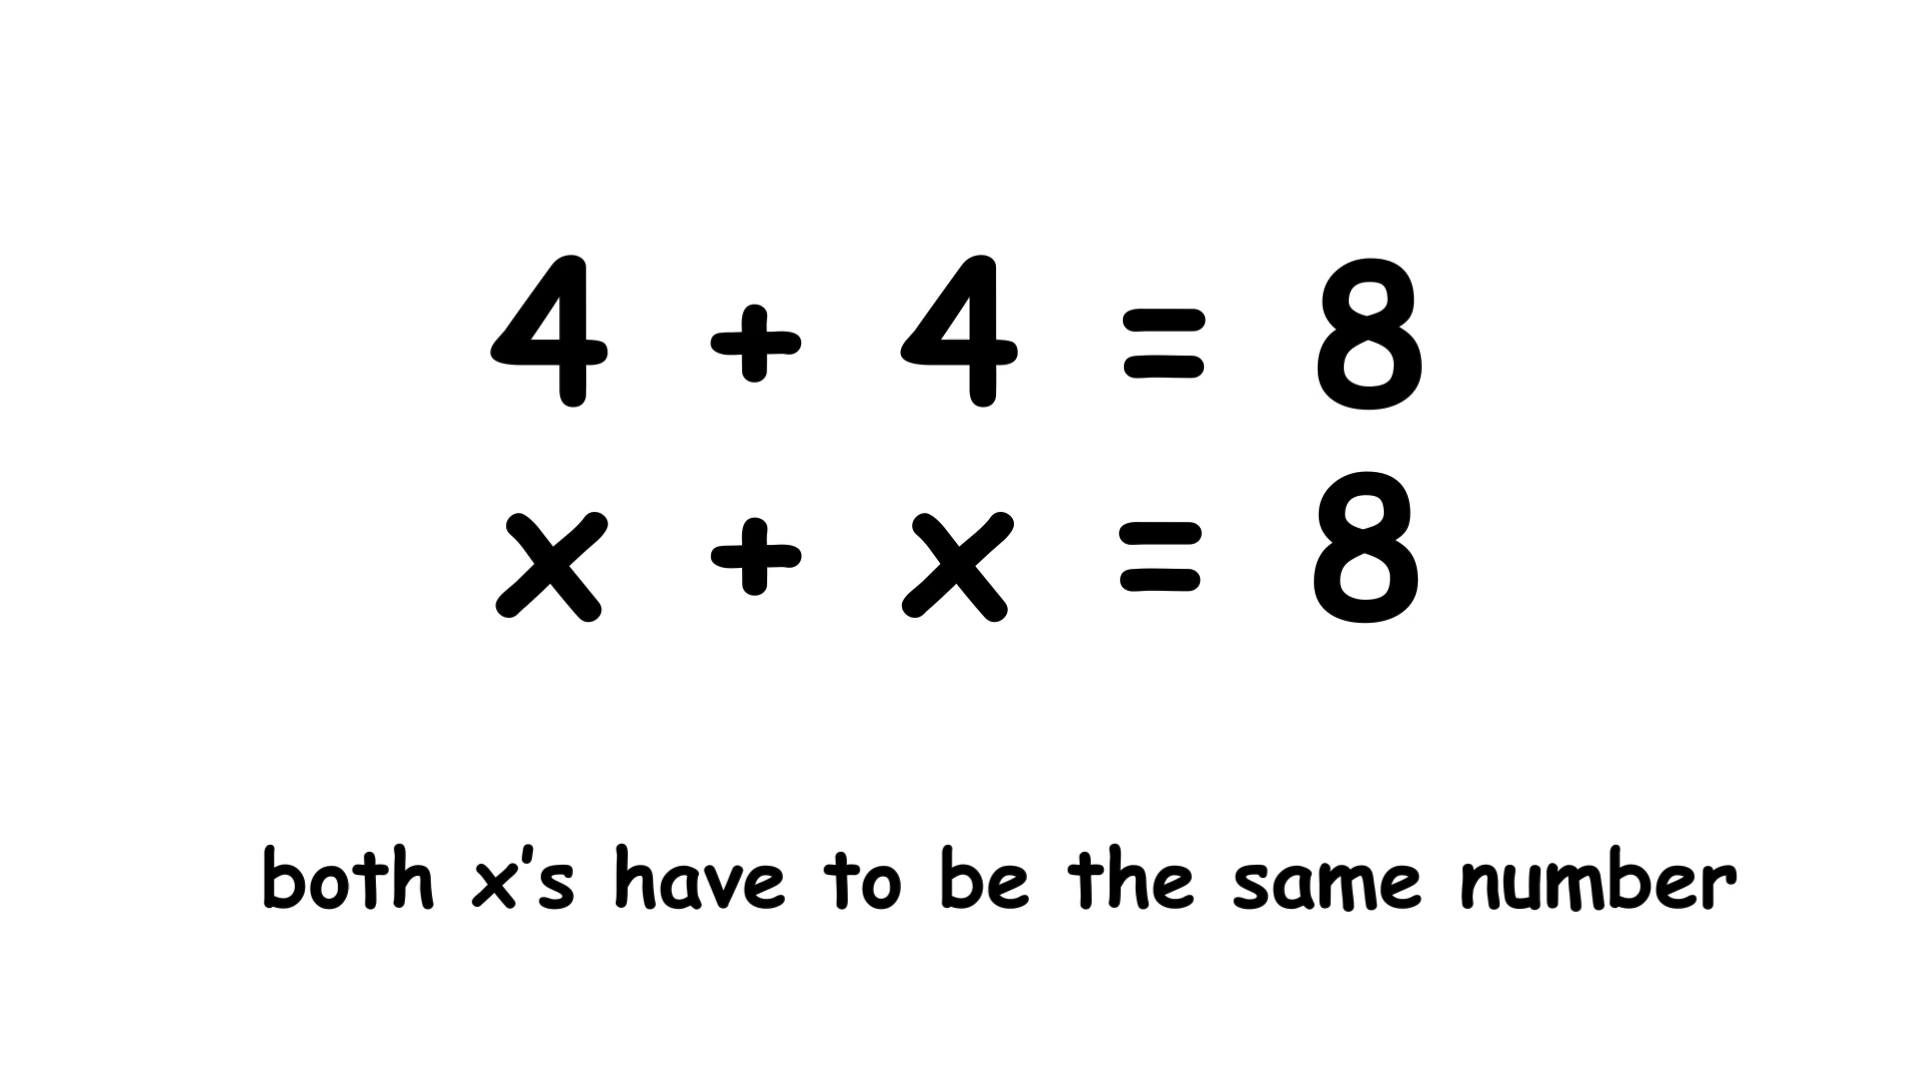 4 + 4 = 8
x + x = 8
both x's have to be the same number